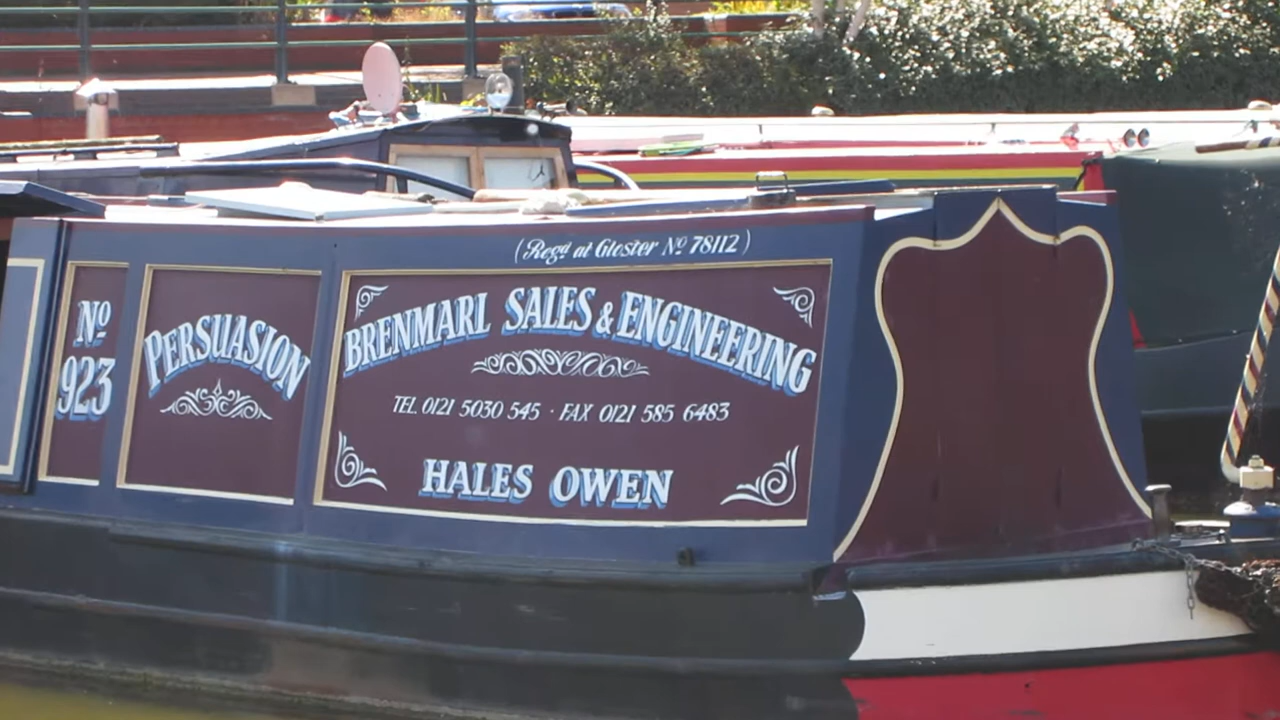 (Regd at Gloster No 78112)
No
923
PERSUASION
BRENMARL SALES & ENGINEERING
TEL. 0121 5030 545 · FAX 0121 585 6483
HALES OWEN